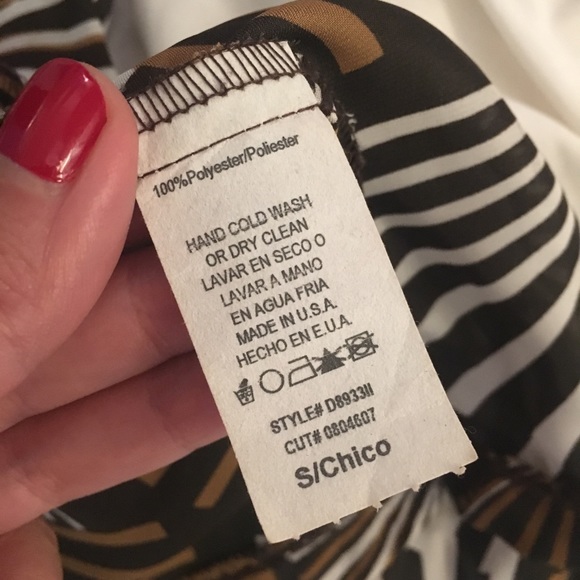 100%Polyester/Poliester
HAND COLD WASH
OR DRY CLEAN
LAVAR EN SECO O
LAVAR A MANO
EN AGUA FRIA
MADE IN U.S.A.
HECHO EN E.U.A.
STYLE# D8933II
CUT# 0804607
S/Chico